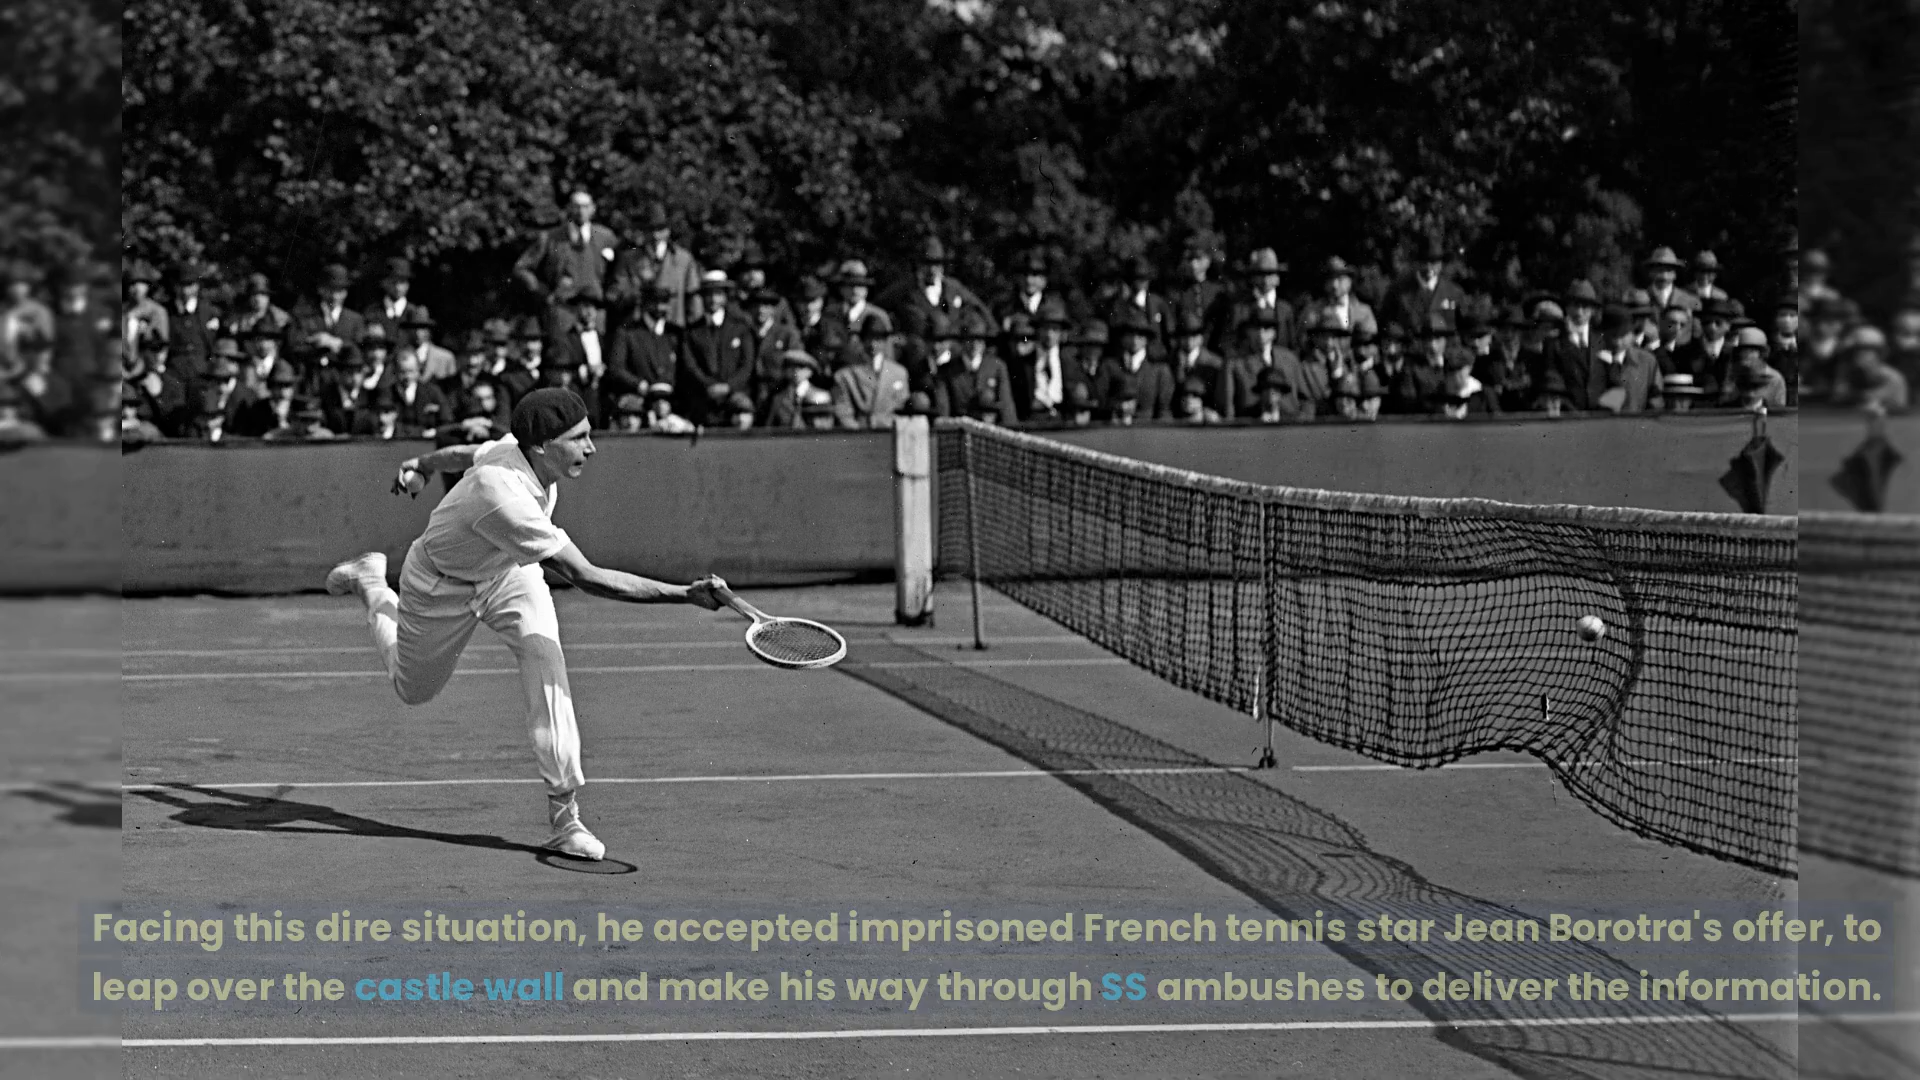 Facing this dire situation, he accepted imprisoned French tennis star Jean Borotra's offer, to
leap over the castle wall and make his way through SS ambushes to deliver the information.